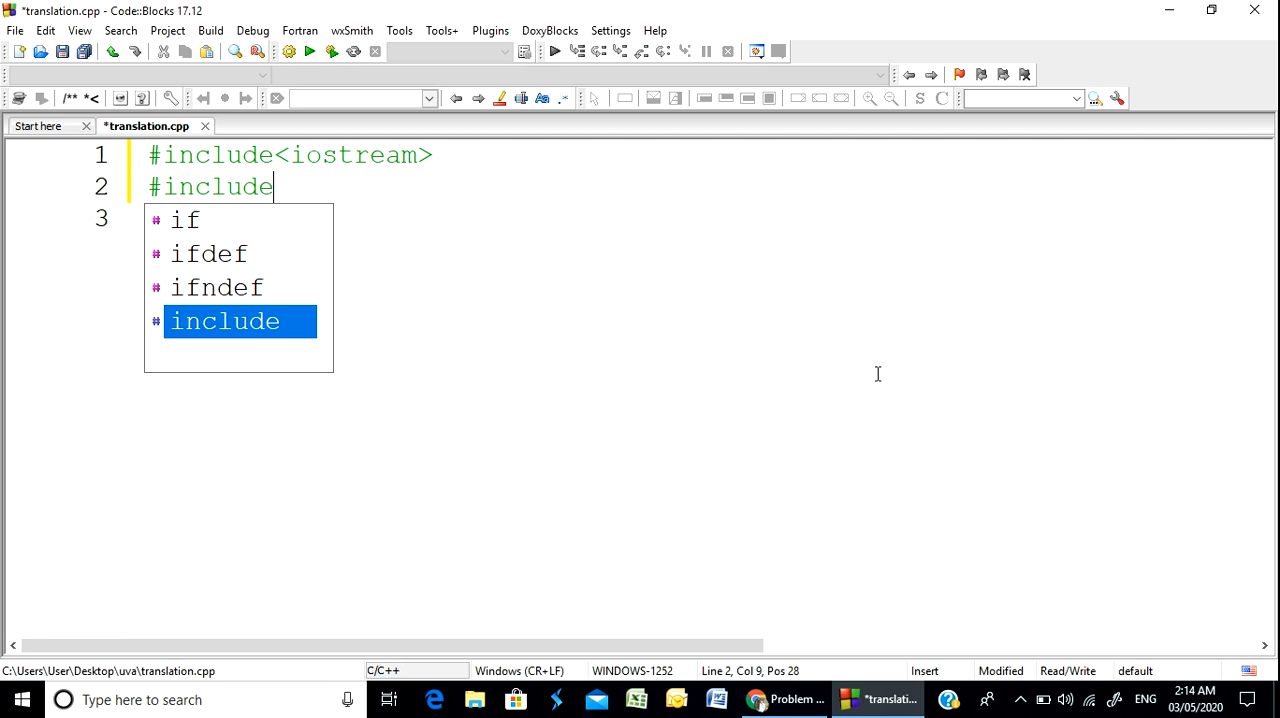 *translation.cpp - Code::Blocks 17.12
File Edit View Search Project Build Debug Fortran wxSmith Tools Tools+ Plugins DoxyBlocks Settings Help
/** *< Aa .* S C
Start here *translation.cpp
1 #include<iostream>
2 #include
3
if
ifdef
ifndef
include
C:\Users\User\Desktop\uva\translation.cpp C/C++ Windows (CR+LF) WINDOWS-1252 Line 2, Col 9, Pos 28 Insert Modified Read/Write default
Type here to search Problem ... *translati... ENG 2:14 AM
03/05/2020